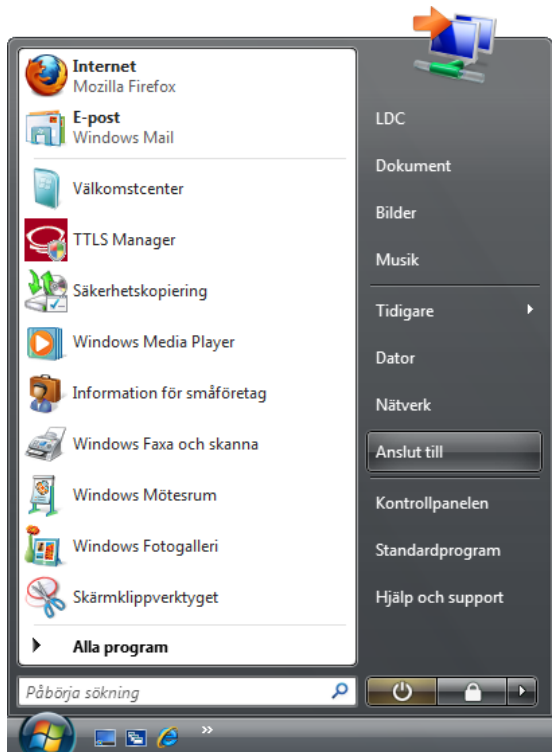 Internet
Mozilla Firefox
E-post
Windows Mail
Välkomstcenter
TTLS Manager
Säkerhetskopiering
Windows Media Player
Information för småföretag
Windows Faxa och skanna
Windows Mötesrum
Windows Fotogalleri
Skärmklippverktyget
Alla program
Påbörja sökning
LDC
Dokument
Bilder
Musik
Tidigare
Dator
Nätverk
Anslut till
Kontrollpanelen
Standardprogram
Hjälp och support